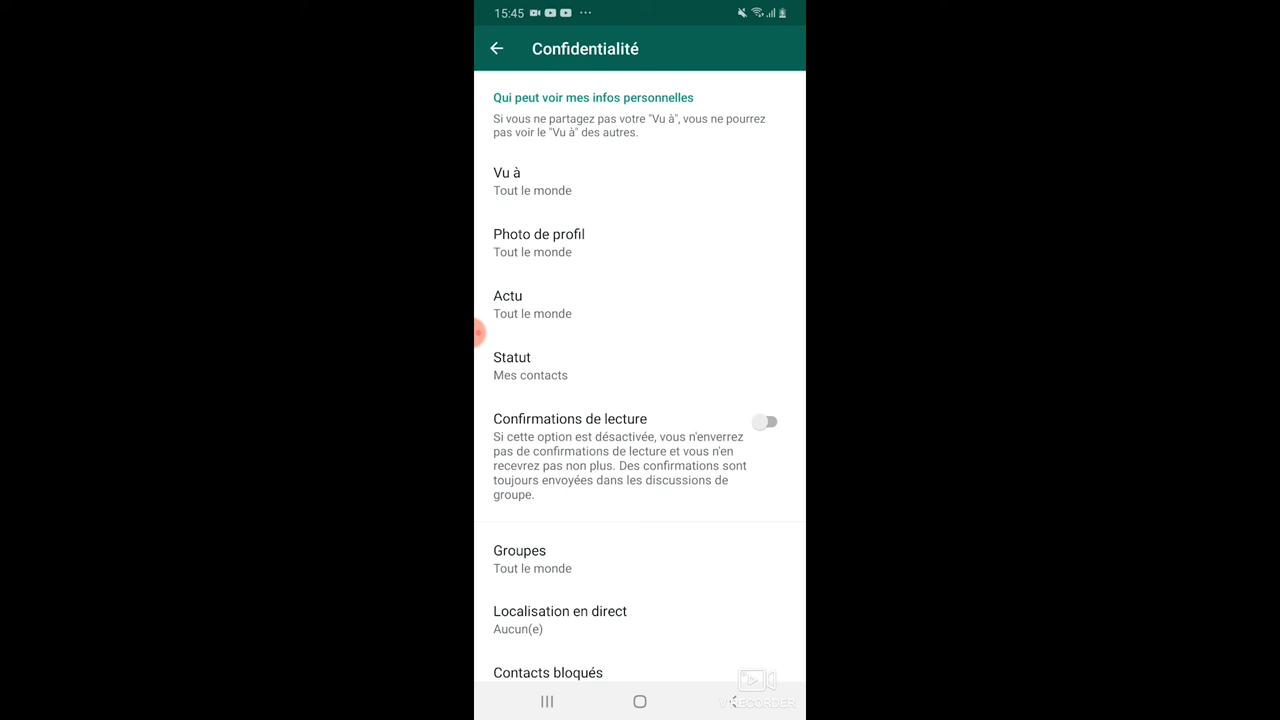 15:45
Confidentialité
Qui peut voir mes infos personnelles
Si vous ne partagez pas votre "Vu à", vous ne pourrez
pas voir le "Vu à" des autres.
Vu à
Tout le monde
Photo de profil
Tout le monde
Actu
Tout le monde
Statut
Mes contacts
Confirmations de lecture
Si cette option est désactivée, vous n'enverrez
pas de confirmations de lecture et vous n'en
recevrez pas non plus. Des confirmations sont
toujours envoyées dans les discussions de
groupe.
Groupes
Tout le monde
Localisation en direct
Aucun(e)
Contacts bloqués
VRECORDER